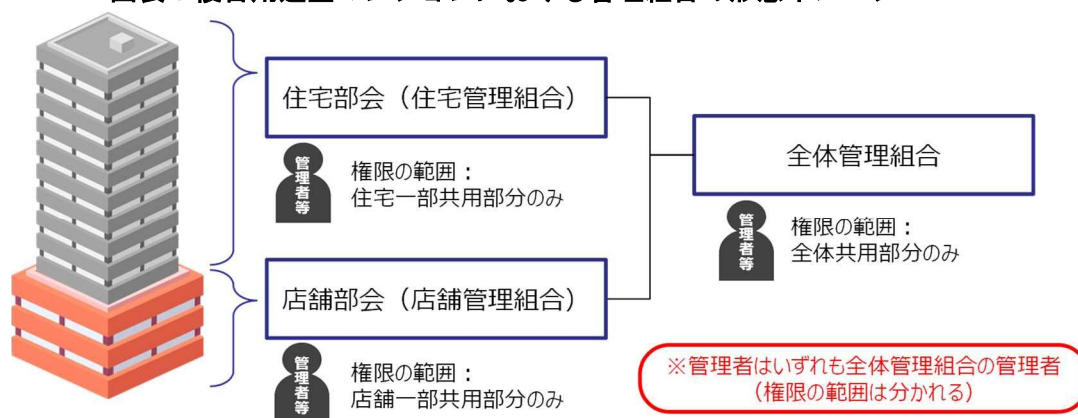 住宅部会（住宅管理組合）
管理者等
権限の範囲：
住宅一部共用部分のみ
全体管理組合
管理者等
権限の範囲：
全体共用部分のみ
店舗部会（店舗管理組合）
管理者等
権限の範囲：
店舗一部共用部分のみ
※管理者はいずれも全体管理組合の管理者
（権限の範囲は分かれる）